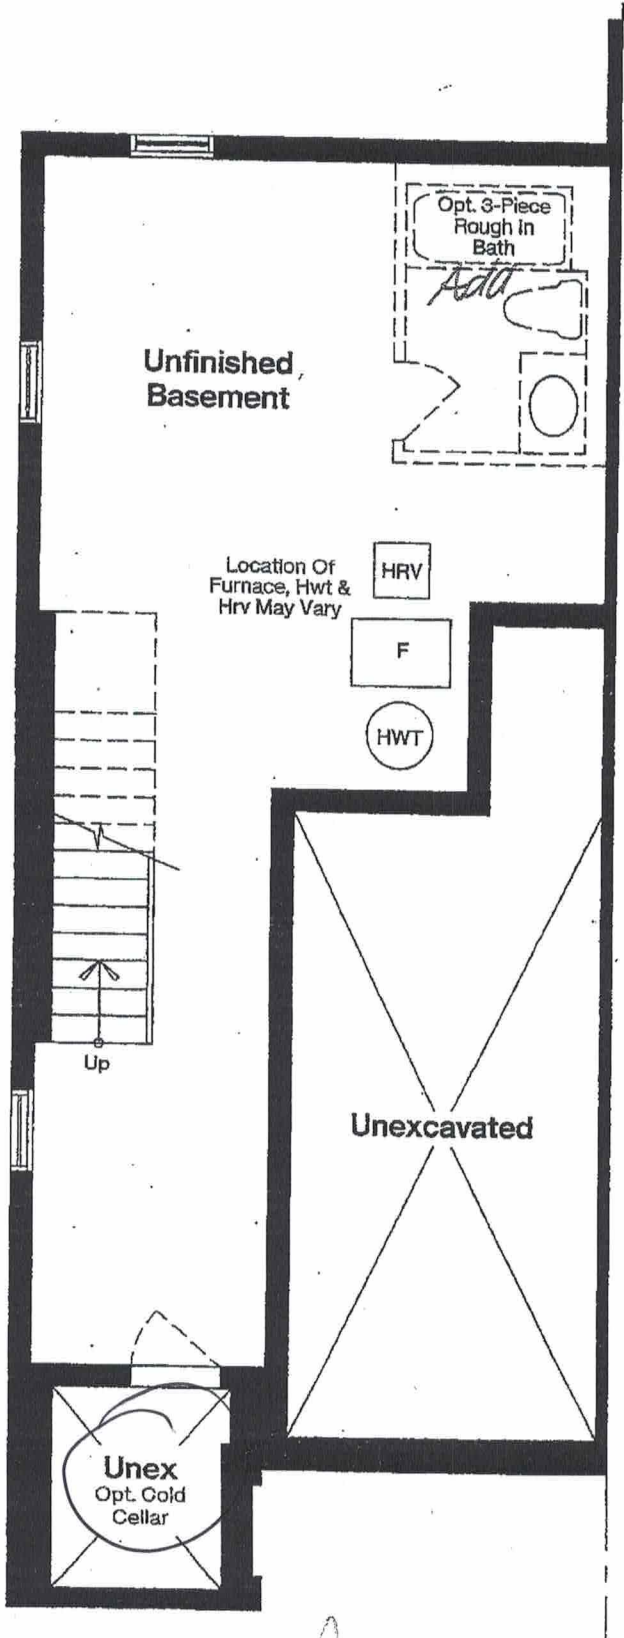 Opt. 3-Piece
Rough In
Bath
Add
Unfinished
Basement
Location Of
Furnace, Hwt &
Hrv May Vary
HRV
F
HWT
Up
Unexcavated
Unex
Opt. Cold
Cellar